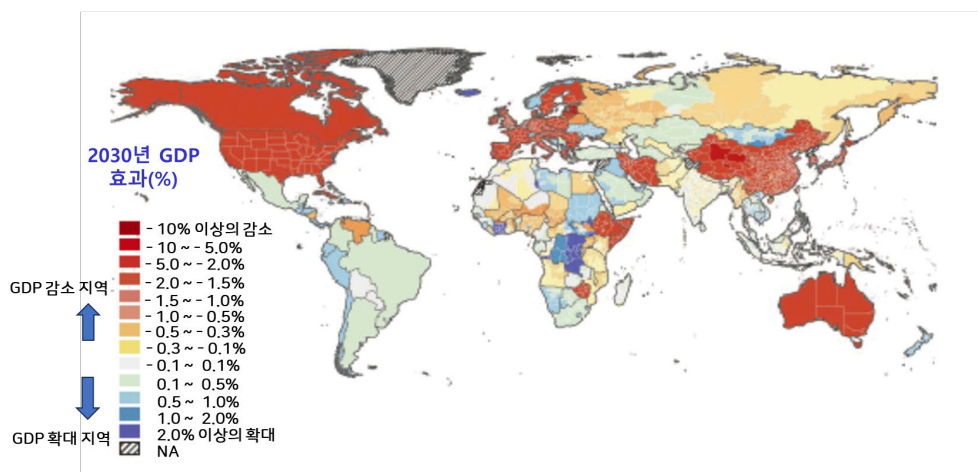 2030년 GDP
효과(%)
- 10% 이상의 감소
- 10 ~ - 5.0%
- 5.0 ~ - 2.0%
- 2.0 ~ - 1.5%
- 1.5 ~ - 1.0%
- 1.0 ~ - 0.5%
- 0.5 ~ - 0.3%
- 0.3 ~ - 0.1%
- 0.1 ~ 0.1%
0.1 ~ 0.5%
0.5 ~ 1.0%
1.0 ~ 2.0%
2.0% 이상의 확대
NA
GDP 감소 지역
GDP 확대 지역